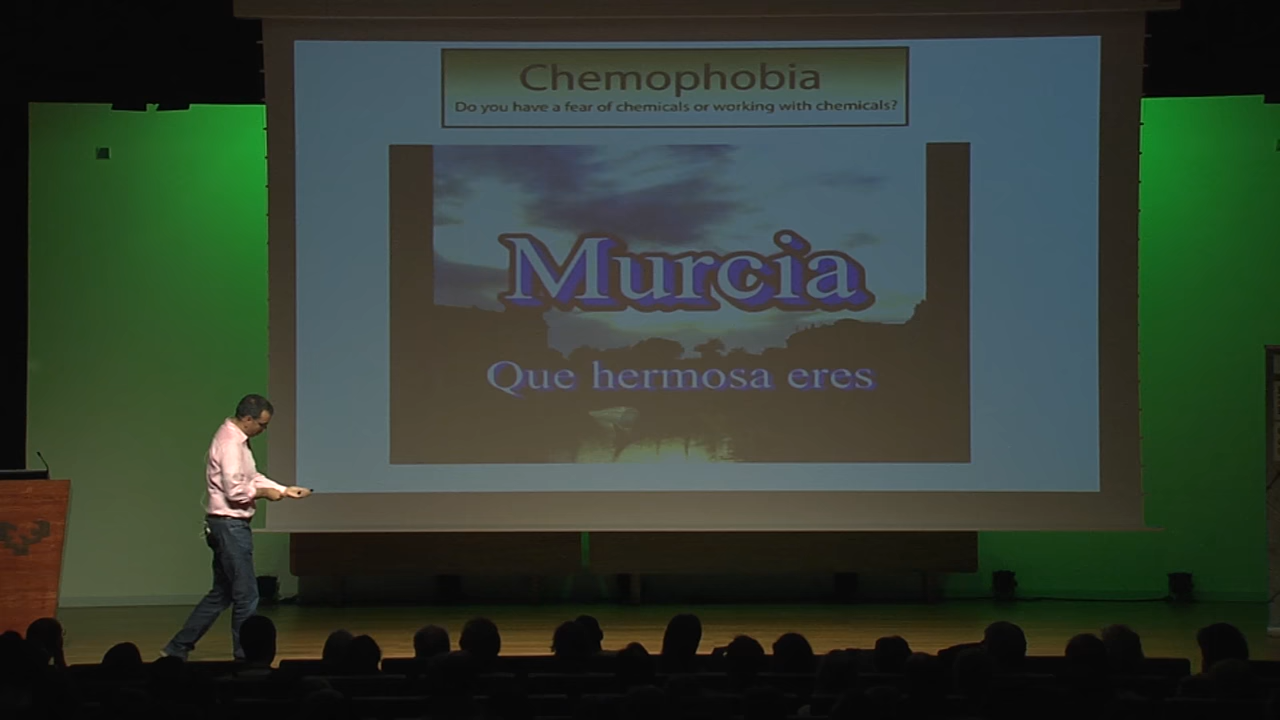 Chemophobia
Do you have a fear of chemicals or working with chemicals?
Murcia
Que hermosa eres